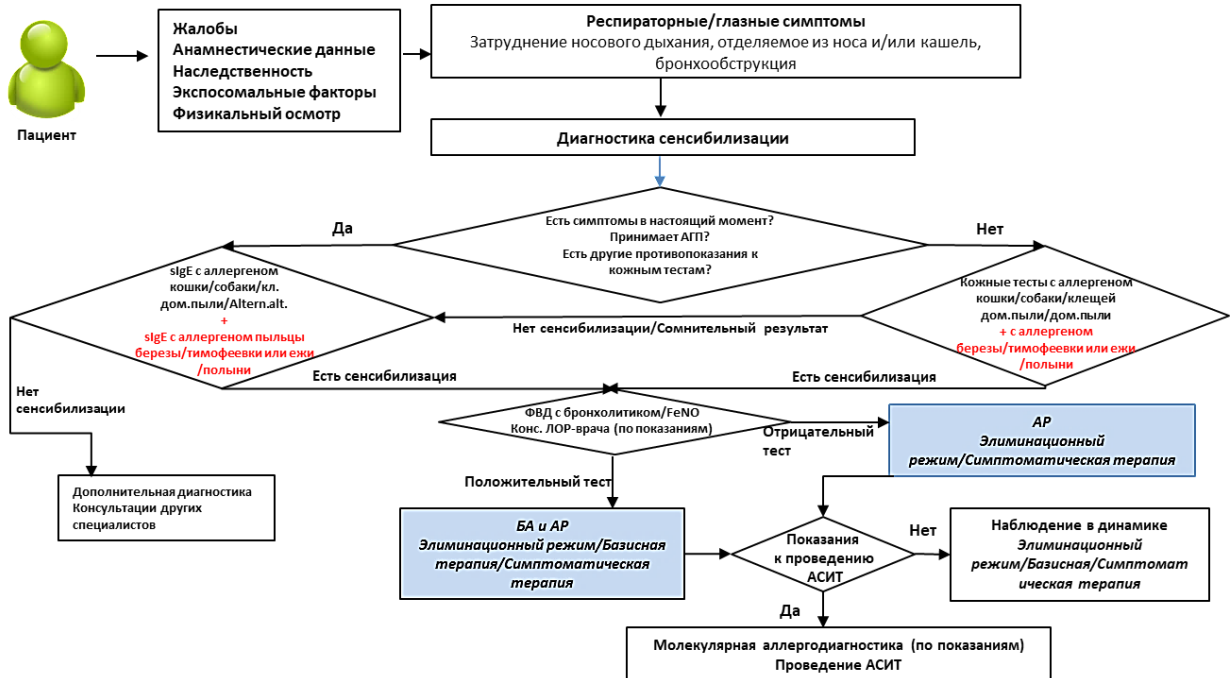 Пациент
Жалобы
Анамнестические данные
Наследственность
Экспосомальные факторы
Физикальный осмотр
Респираторные/глазные симптомы
Затруднение носового дыхания, отделяемое из носа и/или кашель,
бронхообструкция
Диагностика сенсибилизации
Есть симптомы в настоящий момент?
Принимает АГП?
Есть другие противопоказания к
кожным тестам?
Да
Нет
sIgE с аллергеном
кошки/собаки/кл.
дом.пыли/Altern.alt.
+
sIgE с аллергеном пыльцы
березы/тимофеевки или ежи
/полыни
Кожные тесты с аллергеном
кошки/собаки/клещей
дом.пыли/дом.пыли
+ с аллергеном
березы/тимофеевки или ежи
/полыни
Нет сенсибилизации/Сомнительный результат
Есть сенсибилизация
Есть сенсибилизация
Нет
сенсибилизации
ФВД с бронхолитиком/FeNO
Конс. ЛОР-врача (по показаниям)
Отрицательный
тест
АР
Элиминационный
режим/Симптоматическая терапия
Положительный тест
Дополнительная диагностика
Консультации других
специалистов
БА и АР
Элиминационный режим/Базисная
терапия/Симптоматическая
терапия
Показания
к проведению
АСИТ
Нет
Наблюдение в динамике
Элиминационный
режим/Базисная/Симптомат
ическая терапия
Да
Молекулярная аллергодиагностика (по показаниям)
Проведение АСИТ